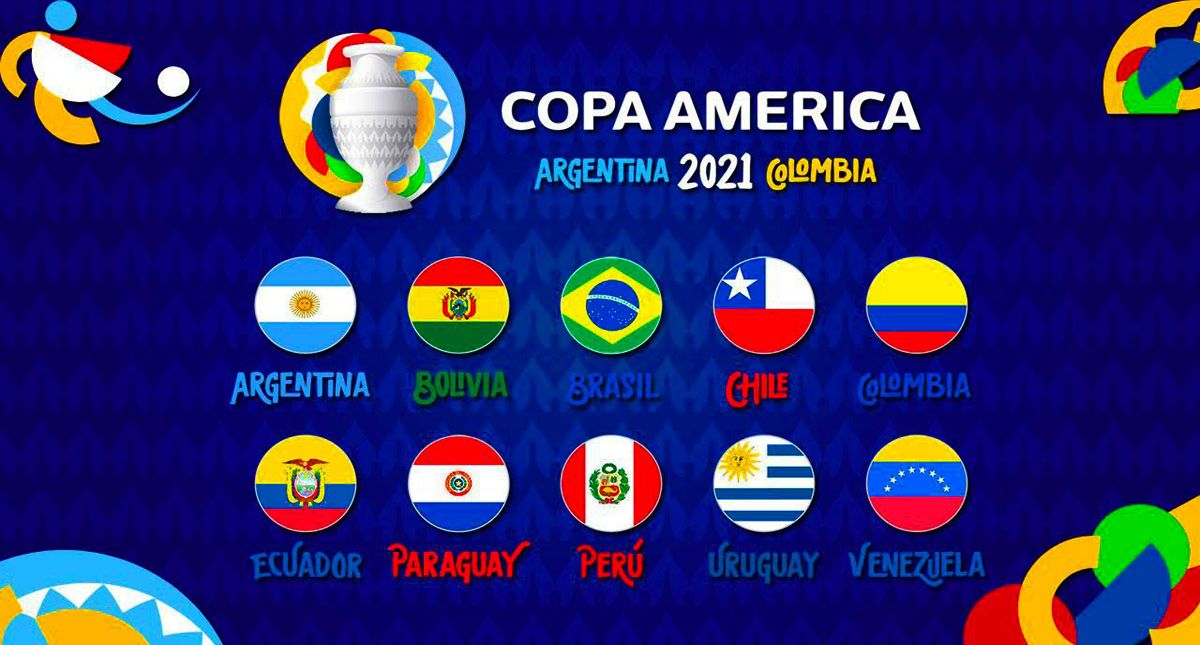 COPA AMERICA
ARGENTINA 2021 COLOMBIA
ARGENTINA BOLIVIA BRASIL CHILE COLOMBIA
ECUADOR PARAGUAY PERÚ URUGUAY VENEZUELA